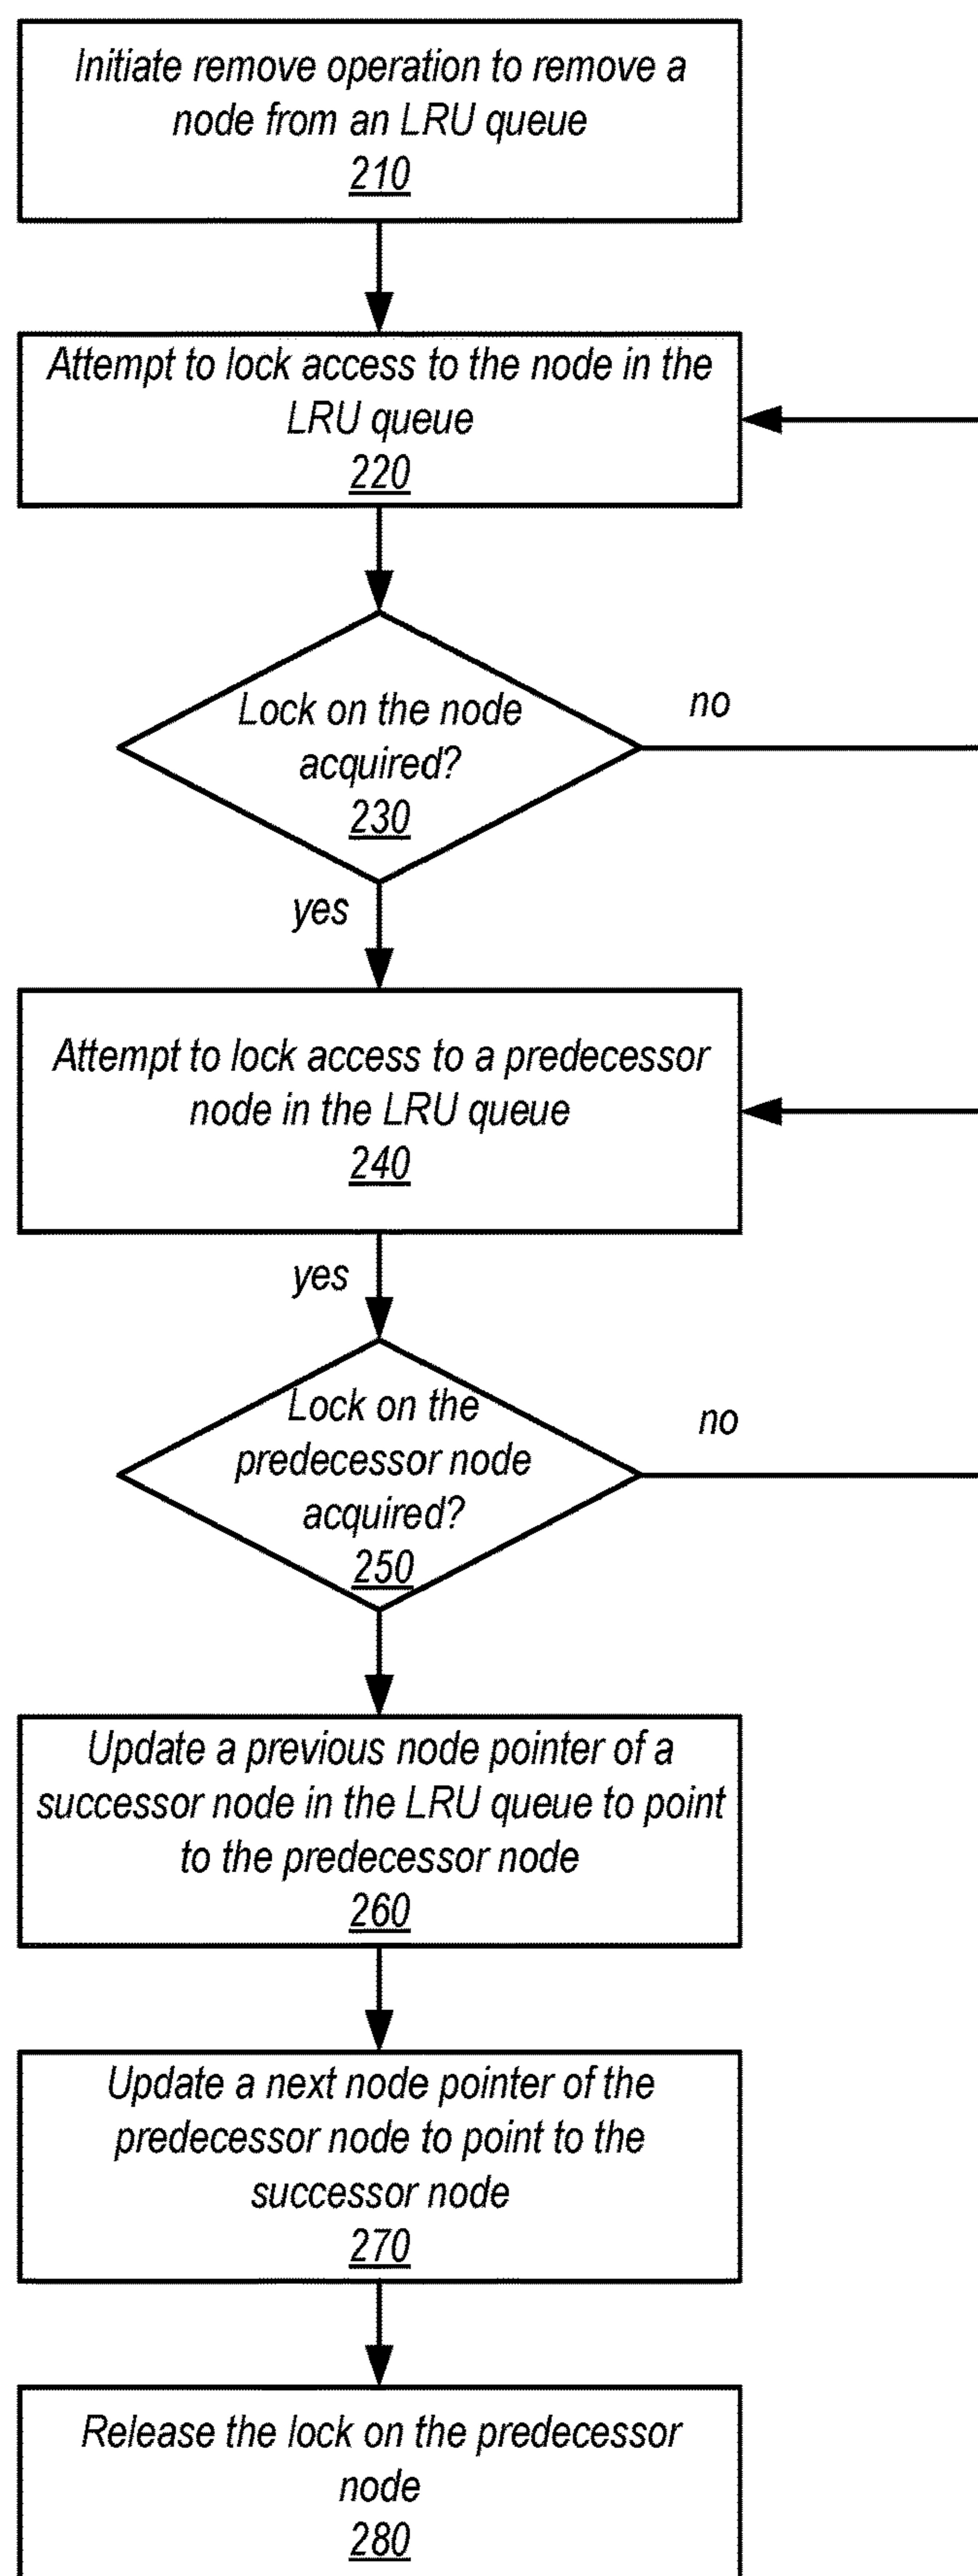 Initiate remove operation to remove a
node from an LRU queue
210
Attempt to lock access to the node in the
LRU queue
220
Lock on the node
acquired?
230
no
yes
Attempt to lock access to a predecessor
node in the LRU queue
240
yes
Lock on the
predecessor node
acquired?
250
no
Update a previous node pointer of a
successor node in the LRU queue to point
to the predecessor node
260
Update a next node pointer of the
predecessor node to point to the
successor node
270
Release the lock on the predecessor
node
280